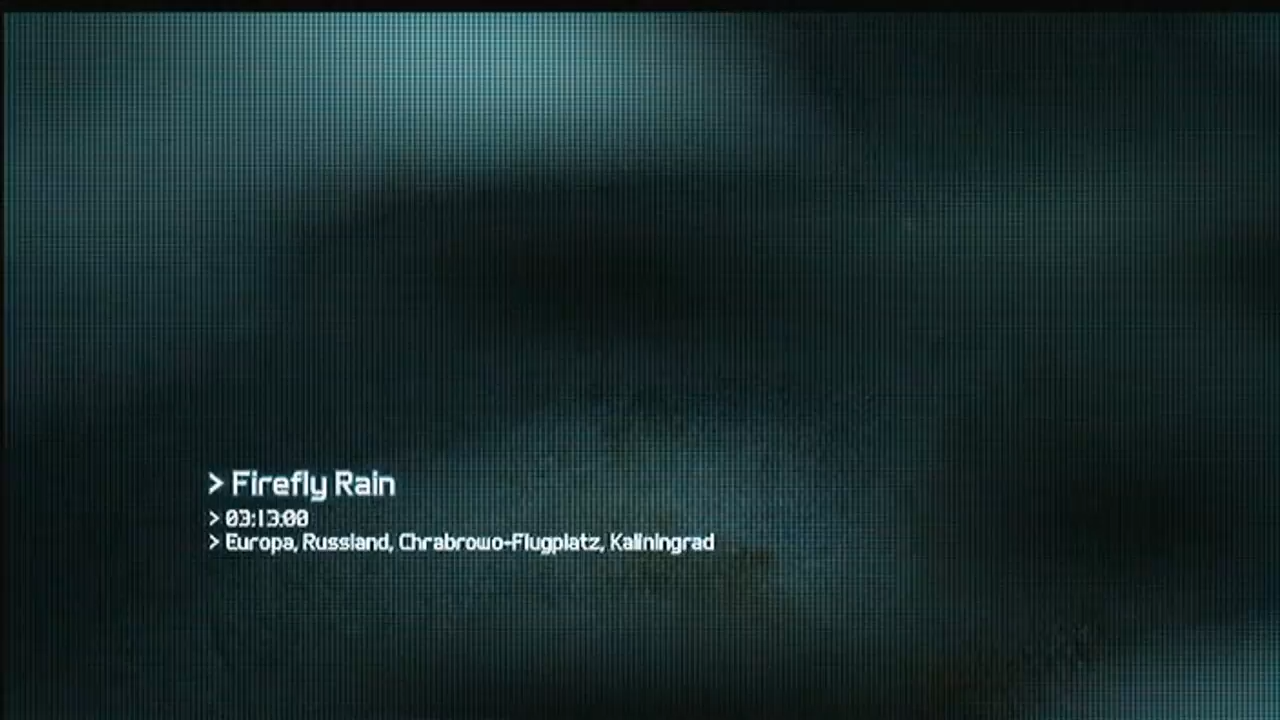 > Firefly Rain
> 03:13:00
> Europa, Russland, Chrabrowo-Flugplatz, Kaliningrad